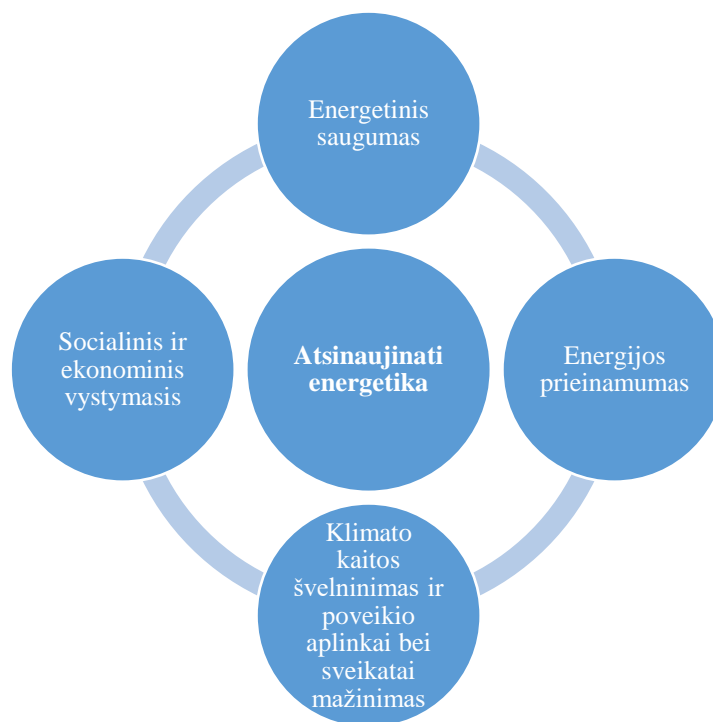 Energetinis
saugumas
Socialinis ir
ekonominis
vystymasis
Atsinaujinati
energetika
Energijos
prieinamumas
Klimato
kaitos
švelninimas ir
poveikio
aplinkai bei
sveikatai
mažinimas